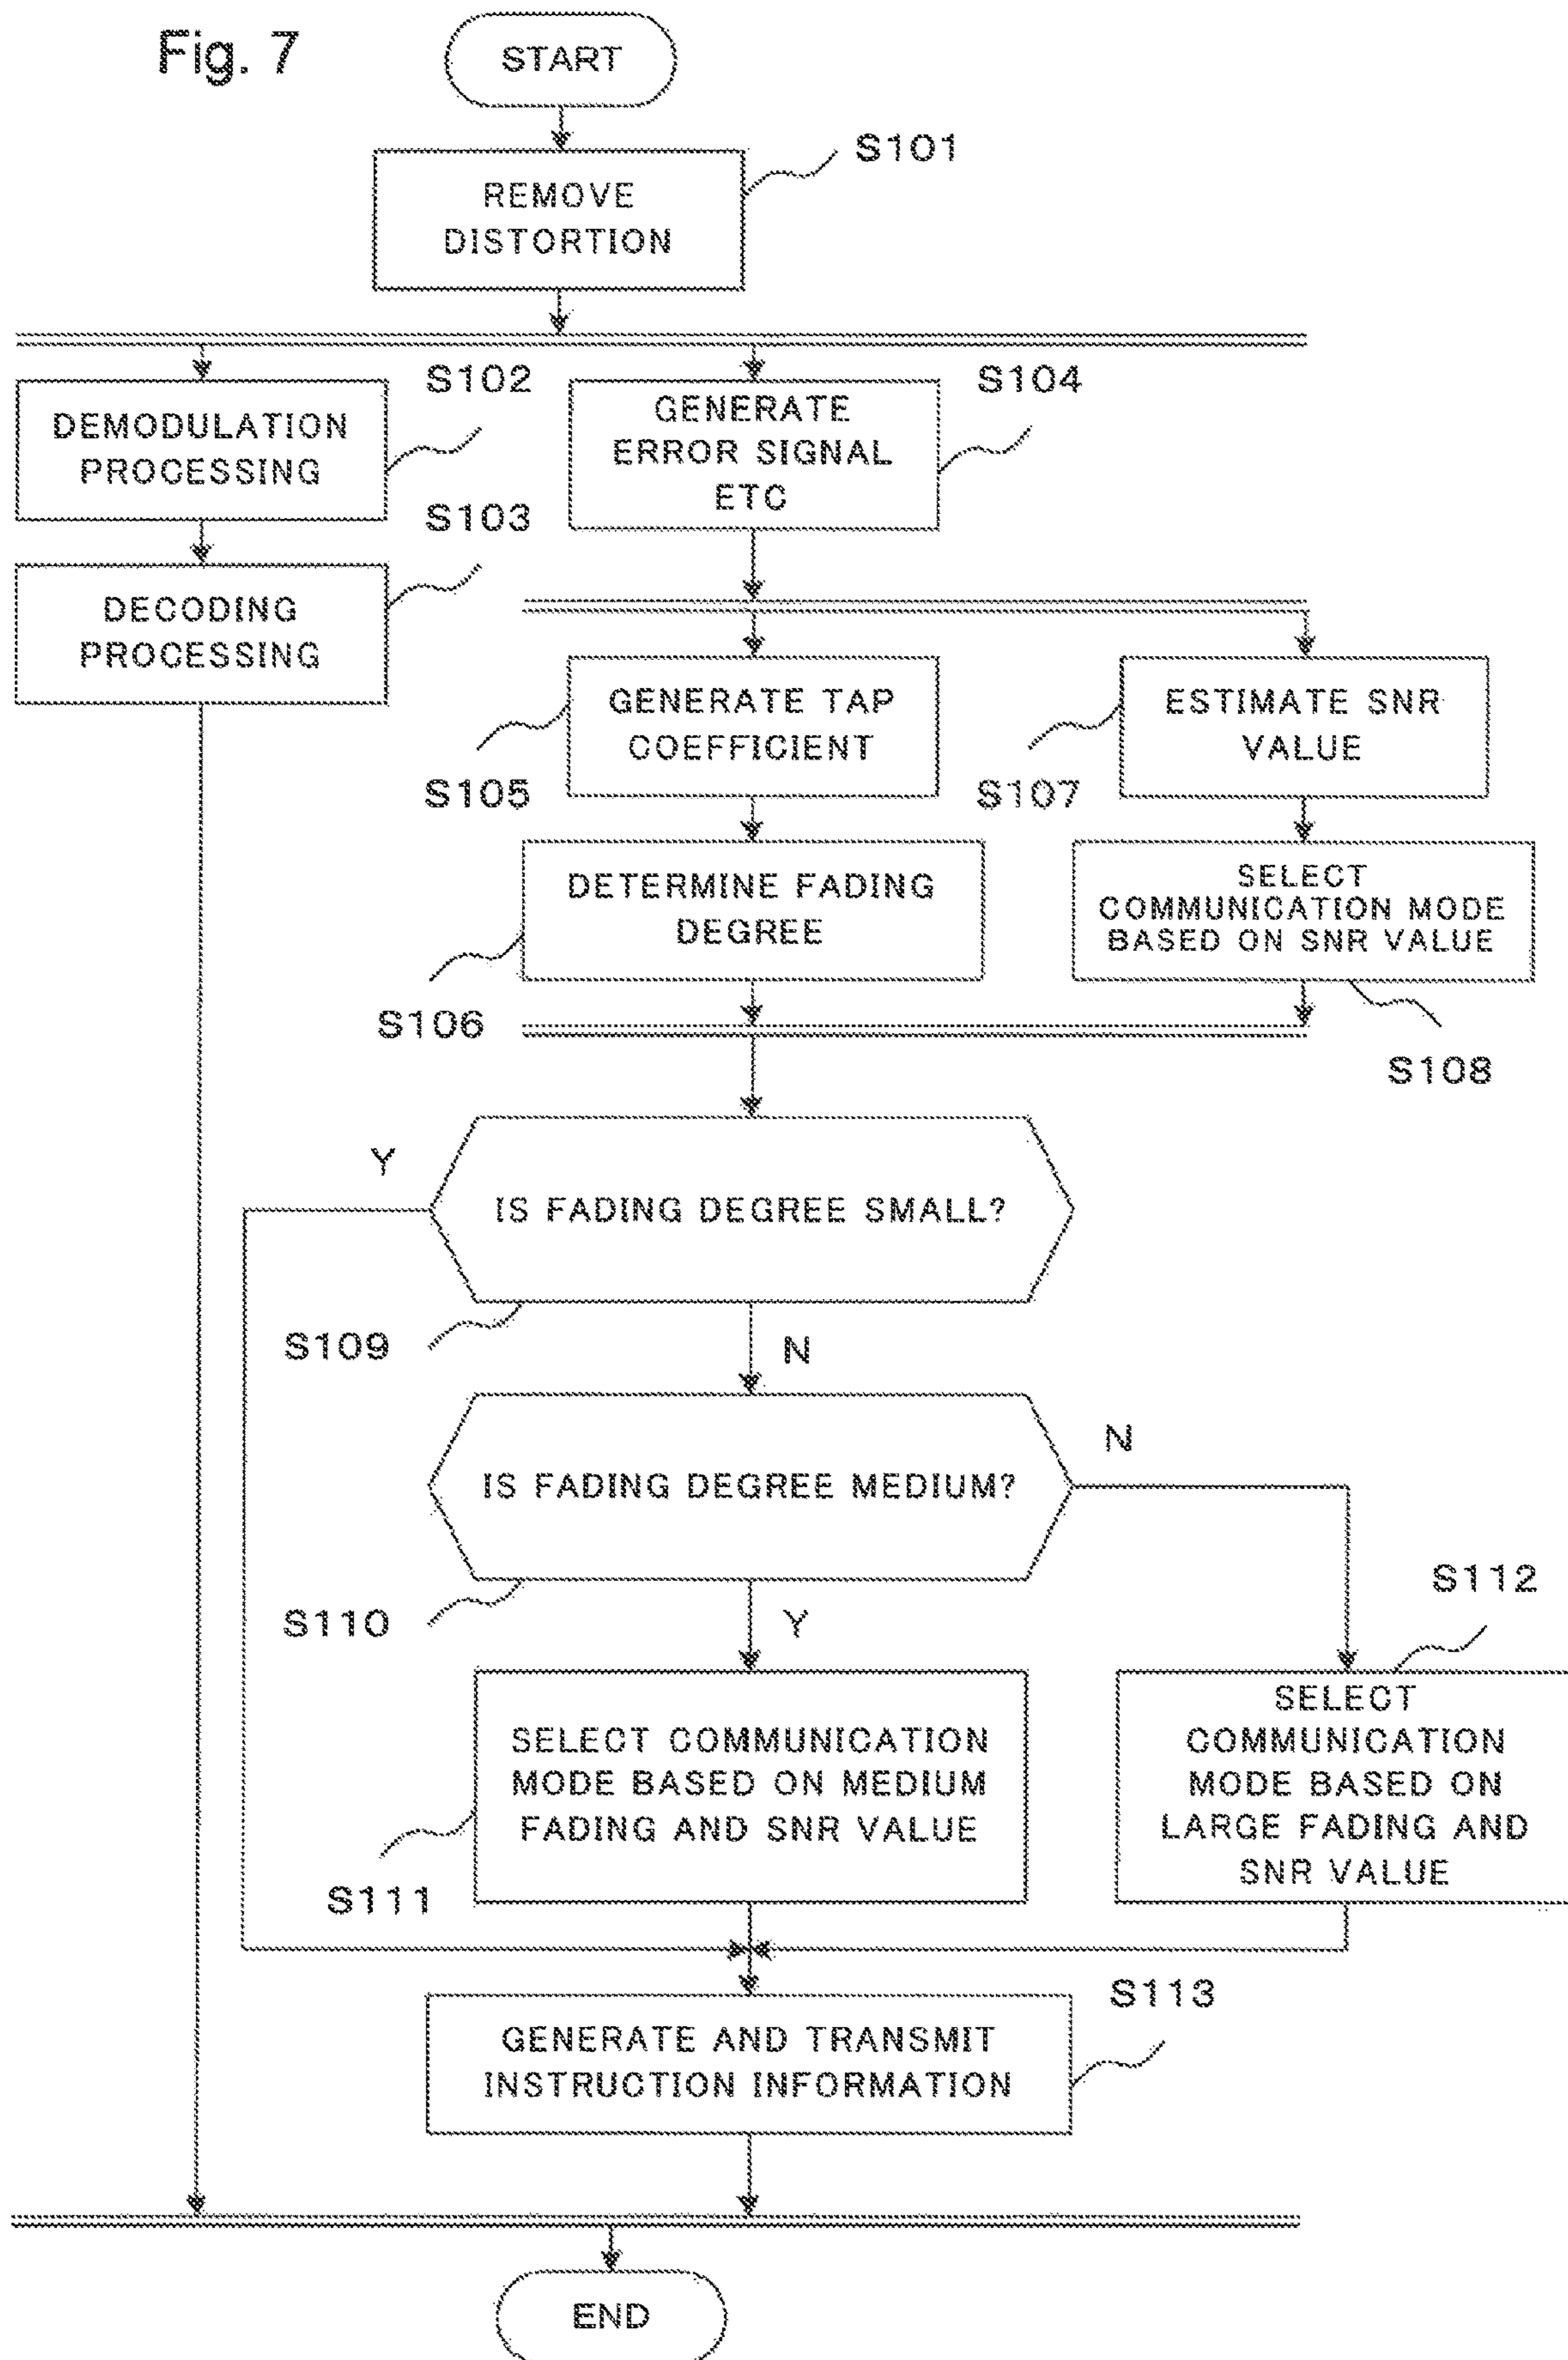 Fig. 7
START
S101
REMOVE
DISTORTION
S102
DEMODULATION
PROCESSING
S104
GENERATE
ERROR SIGNAL
ETC
S103
DECODING
PROCESSING
GENERATE TAP
COEFFICIENT
S105
ESTIMATE SNR
VALUE
S107
DETERMINE FADING
DEGREE
S106
SELECT
COMMUNICATION MODE
BASED ON SNR VALUE
S108
Y
IS FADING DEGREE SMALL?
S109
N
IS FADING DEGREE MEDIUM?
N
S110
Y
S112
SELECT COMMUNICATION
MODE BASED ON MEDIUM
FADING AND SNR VALUE
S111
SELECT
COMMUNICATION
MODE BASED ON
LARGE FADING AND
SNR VALUE
S113
GENERATE AND TRANSMIT
INSTRUCTION INFORMATION
END